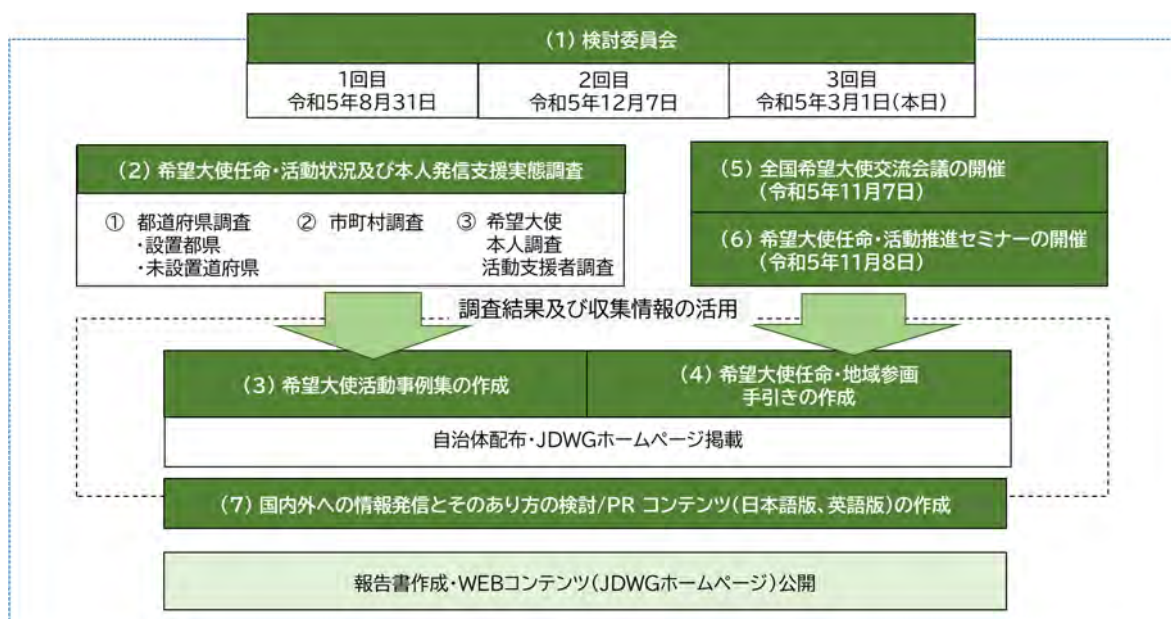 (1) 検討委員会
1回目
令和5年8月31日
2回目
令和5年12月7日
3回目
令和5年3月1日(本日)
(2) 希望大使任命・活動状況及び本人発信支援実態調査
① 都道府県調査
・設置都県
・未設置道府県
② 市町村調査
③ 希望大使
本人調査
活動支援者調査
(5) 全国希望大使交流会議の開催
(令和5年11月7日)
(6) 希望大使任命・活動推進セミナーの開催
(令和5年11月8日)
調査結果及び収集情報の活用
(3) 希望大使活動事例集の作成
(4) 希望大使任命・地域参画
手引きの作成
自治体配布・JDWGホームページ掲載
(7) 国内外への情報発信とそのあり方の検討/PR コンテンツ(日本語版、英語版)の作成
報告書作成・WEBコンテンツ(JDWGホームページ)公開